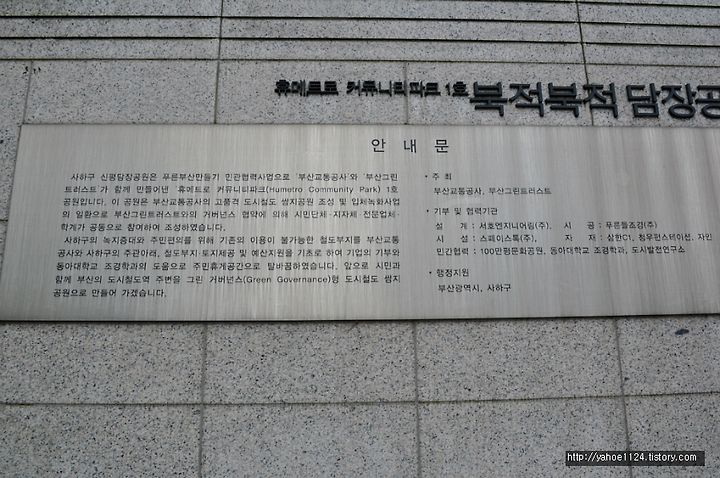 휴메트로 커뮤니티파크 1호 북적북적 담장공
안 내 문
사하구 신평담장공원은 푸른부산만들기 민관협력사업으로 '부산교통공사'와 '부산그린
트러스트'가 함께 만들어낸 '휴메트로 커뮤니티파크(Humetro Community Park) 1호
공원입니다. 이 공원은 부산교통공사의 고품격 도시철도 쌈지공원 조성 및 입체녹화사업
의 일환으로 부산그린트러스트와의 거버넌스 협약에 의해 시민단체·지자체 전문업체·
학계가 공동으로 참여하여 조성하였습니다.
사하구의 녹지증대와 주민편의를 위해 기존의 이용이 불가능한 철도부지를 부산교통
공사와 사하구의 주관아래, 철도부지·토지제공 및 예산지원을 기초로 하여 기업의 기부와
동아대학교 조경학과의 도움으로 주민휴게공간으로 탈바꿈하였습니다. 앞으로 시민과
함께 부산의 도시철도역 주변을 그린 거버넌스(Green Governance)형 도시철도 쌈지
공원으로 만들어 가겠습니다.
• 주 최
부산교통공사, 부산그린트러스트
• 기부 및 협력기관
설 계 : 서호엔지니어링(주), 시 공 : 푸른들조경(주)
시 설 : 스페이스톡(주), 자 재 : 삼한C1, 청우펀스테이션, 자인
민간협력 : 100만평문화공원, 동아대학교 조경학과, 도시발전연구소
• 행정지원
부산광역시, 사하구
http://yahoe1124.tistory.com